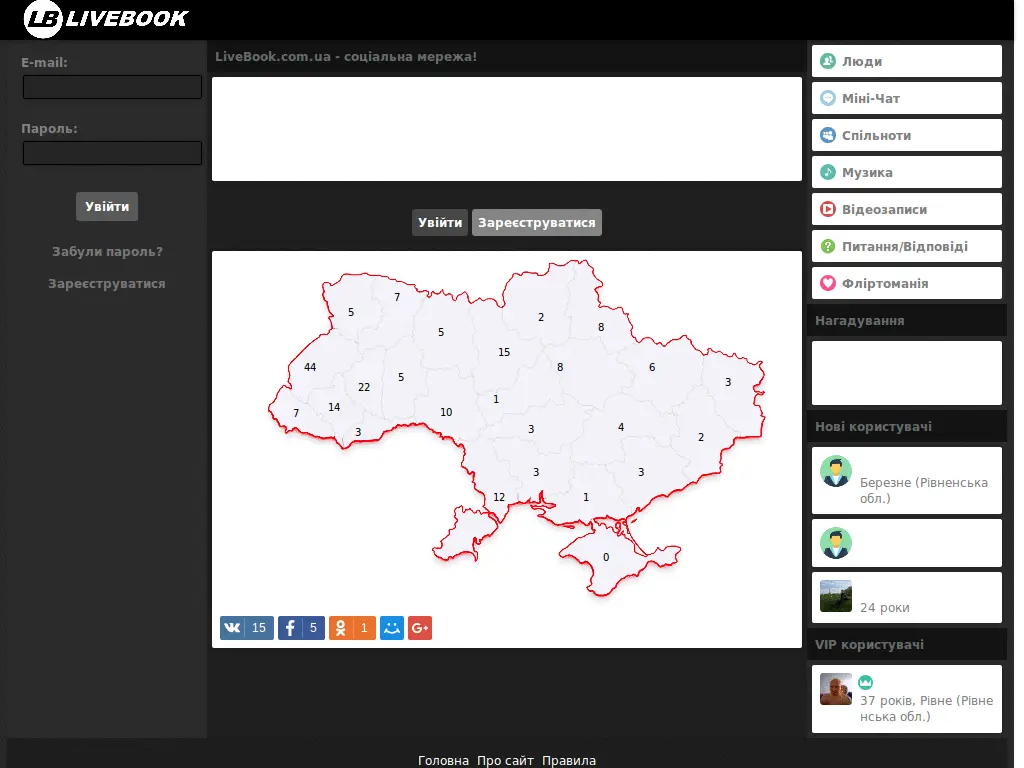 LB LIVEBOOK
E-mail:
Пароль:
Увійти
Забули пароль?
Зареєструватися
LiveBook.com.ua - соціальна мережа!
Увійти Зареєструватися
7
5
2
8
5
15
44
8
6
5
22
3
1
14
7
10
3
4
3
2
3
3
12
1
0
15
5
1
G+
Люди
Міні-Чат
Спільноти
Музика
Відеозаписи
Питання/Відповіді
Фліртоманія
Нагадування
Нові користувачі
Березне (Рівненська
обл.)
24 роки
VIP користувачі
37 років, Рівне (Рівне
нська обл.)
Головна Про сайт Правила